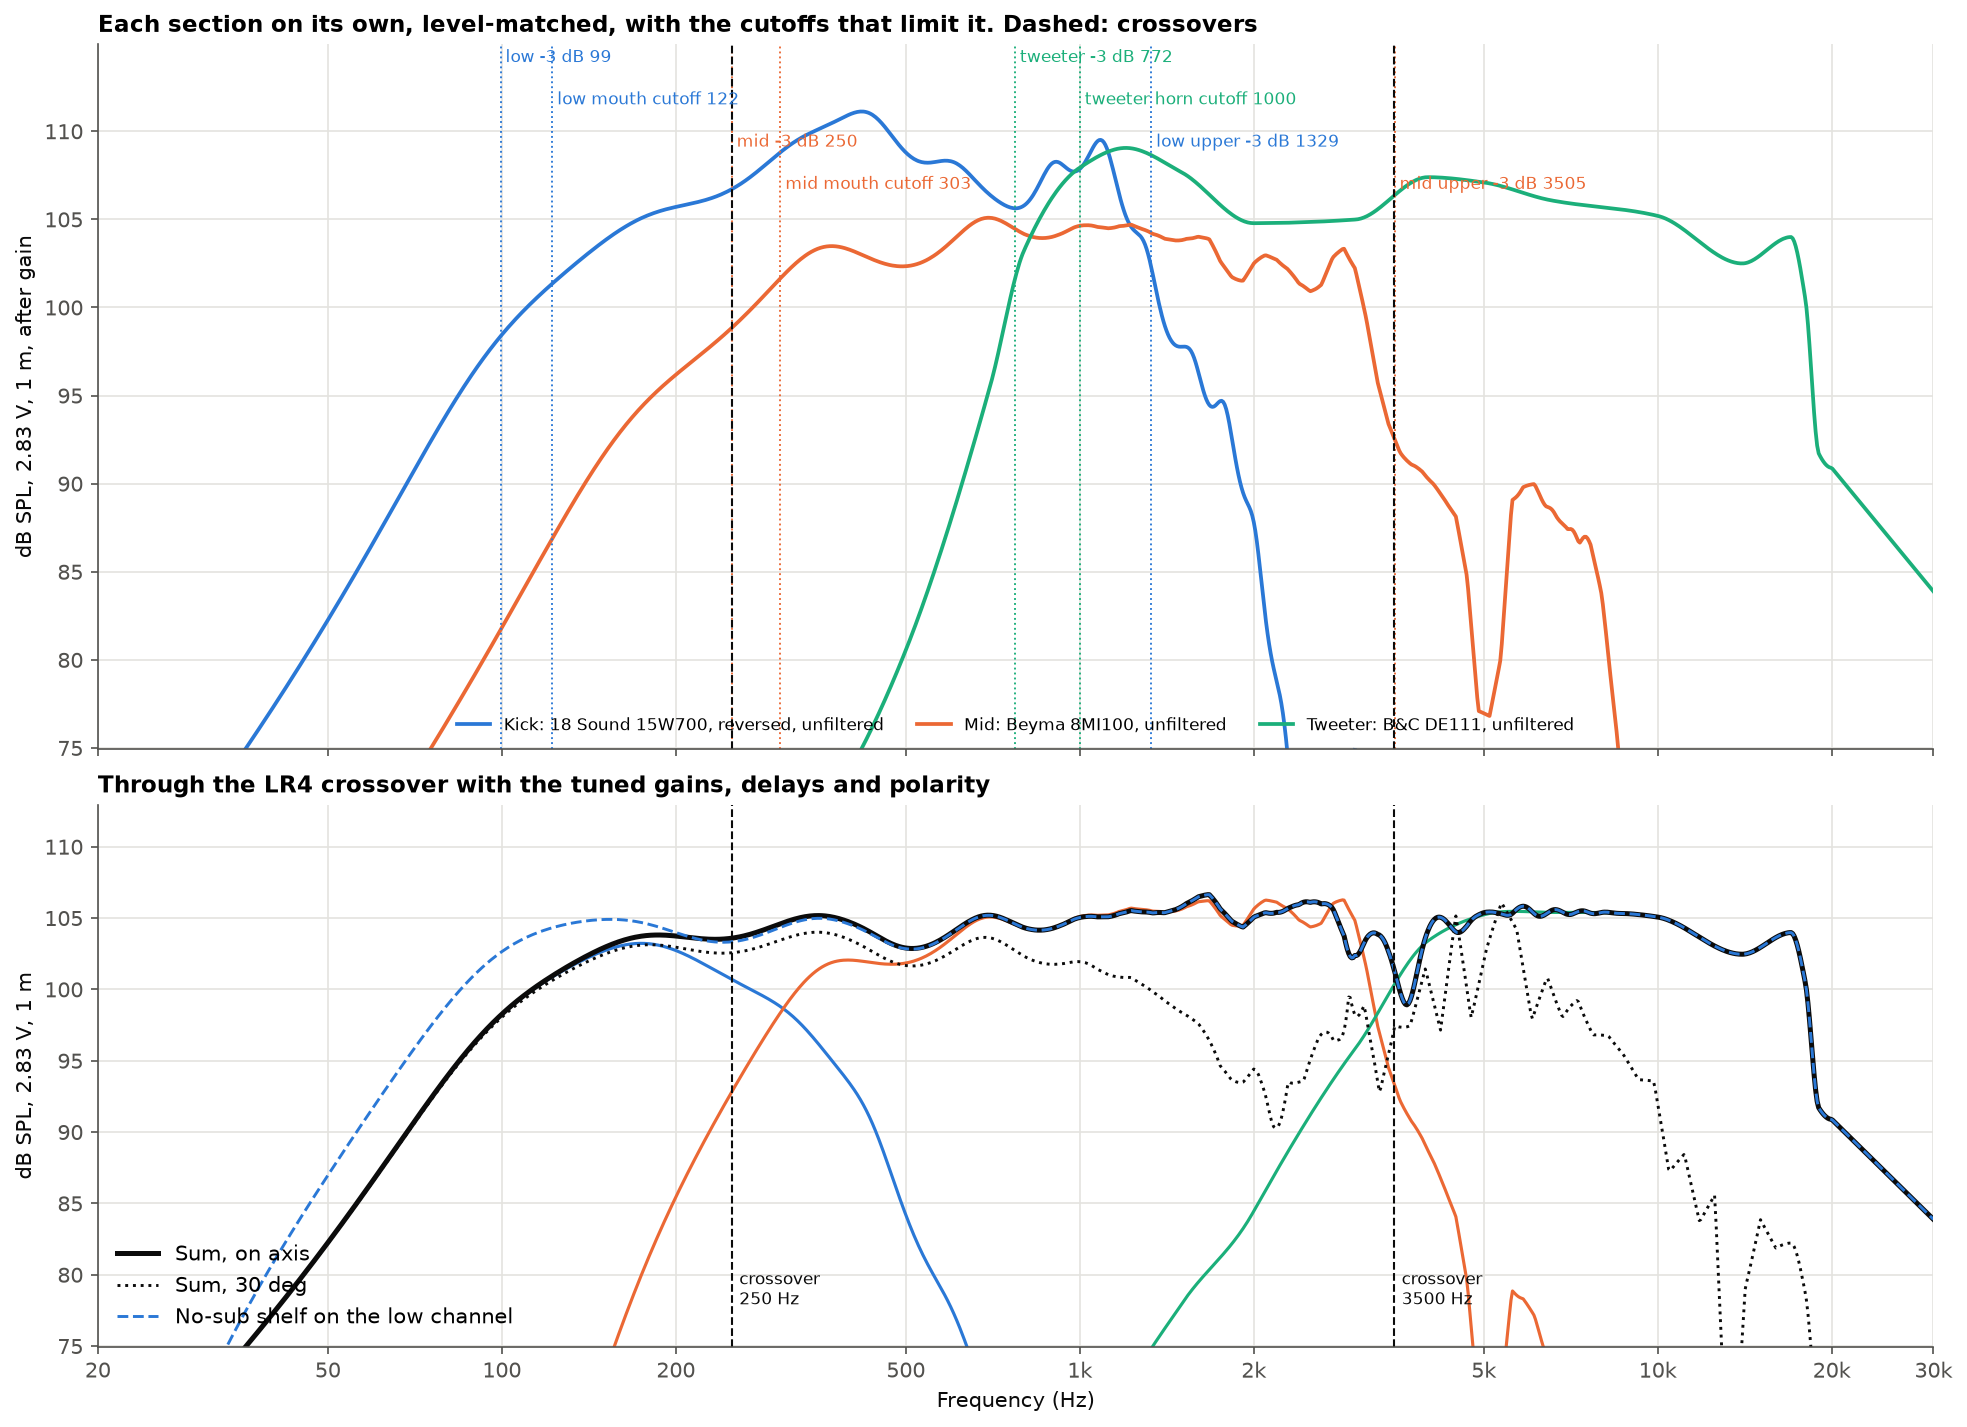 Each section on its own, level-matched, with the cutoffs that limit it. Dashed: crossovers
low -3 dB 99
tweeter -3 dB 772
low mouth cutoff 122
tweeter horn cutoff 1000
mid -3 dB 250
low upper -3 dB 1329
mid mouth cutoff 303
mid upper -3 dB 3505
dB SPL, 2.83 V, 1 m, after gain
110
105
100
95
90
85
80
75
Kick: 18 Sound 15W700, reversed, unfiltered
Mid: Beyma 8MI100, unfiltered
Tweeter: B&C DE111, unfiltered
Through the LR4 crossover with the tuned gains, delays and polarity
dB SPL, 2.83 V, 1 m
110
105
100
95
90
85
80
75
Sum, on axis
Sum, 30 deg
No-sub shelf on the low channel
crossover
250 Hz
crossover
3500 Hz
20
50
100
200
500
1k
2k
5k
10k
20k
30k
Frequency (Hz)